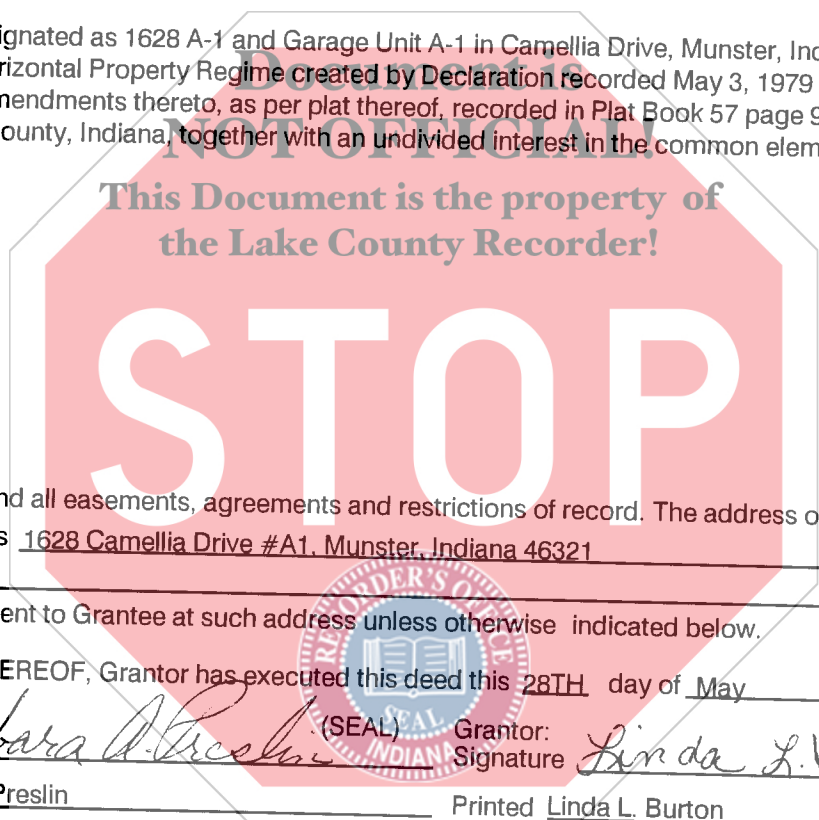 ignated as 1628 A-1 and Garage Unit A-1 in Camellia Drive, Munster, Ind
rizontal Property Regime created by Declaration recorded May 3, 1979
mendments thereto, as per plat thereof, recorded in Plat Book 57 page 9
ounty, Indiana, together with an undivided interest in the common elem
Document is
NOT OFFICIAL!
This Document is the property of
the Lake County Recorder!
STOP
nd all easements, agreements and restrictions of record. The address o
s 1628 Camellia Drive #A1, Munster, Indiana 46321
ent to Grantee at such address unless otherwise indicated below.
EREOF, Grantor has executed this deed this 28TH day of May
RECORDER'S OFFICE
SEAL
INDIANA
bara A. Preslin (SEAL) Grantor:
Signature Linda L.
Preslin
Printed Linda L. Burton